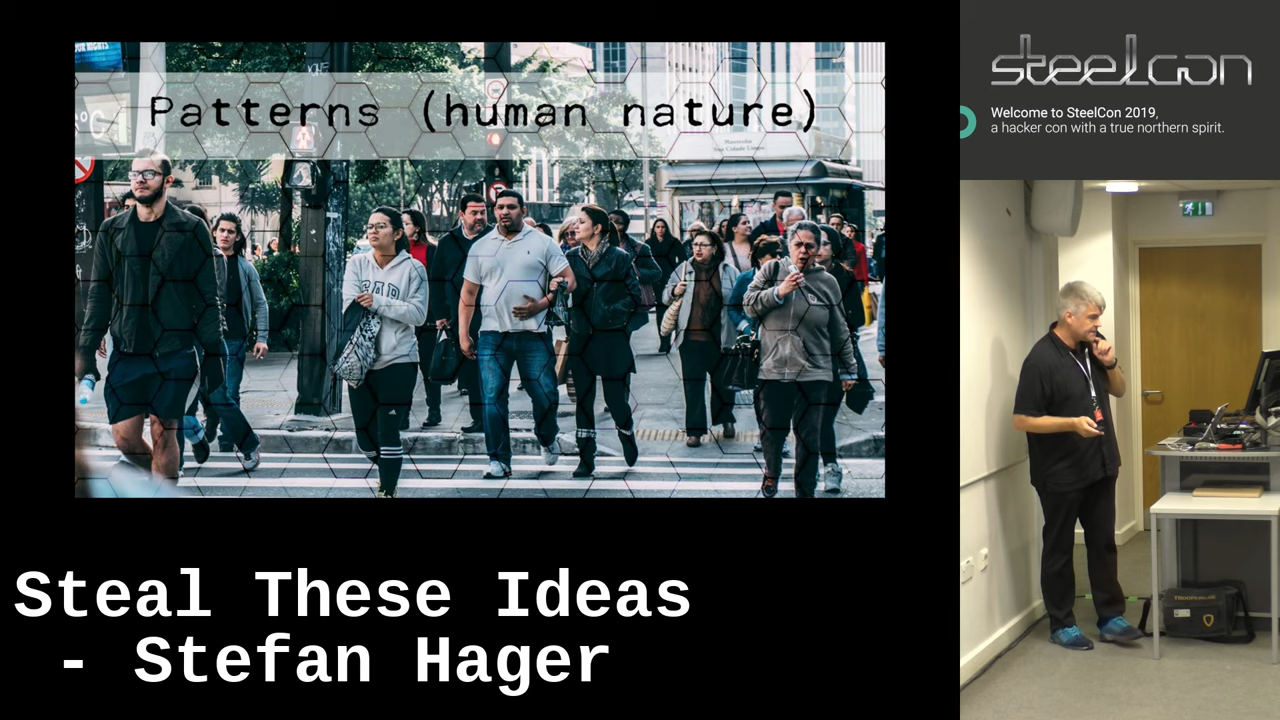 Patterns (human nature)
GAP
steelcon
Welcome to SteelCon 2019,
a hacker con with a true northern spirit.
Steal These Ideas
- Stefan Hager